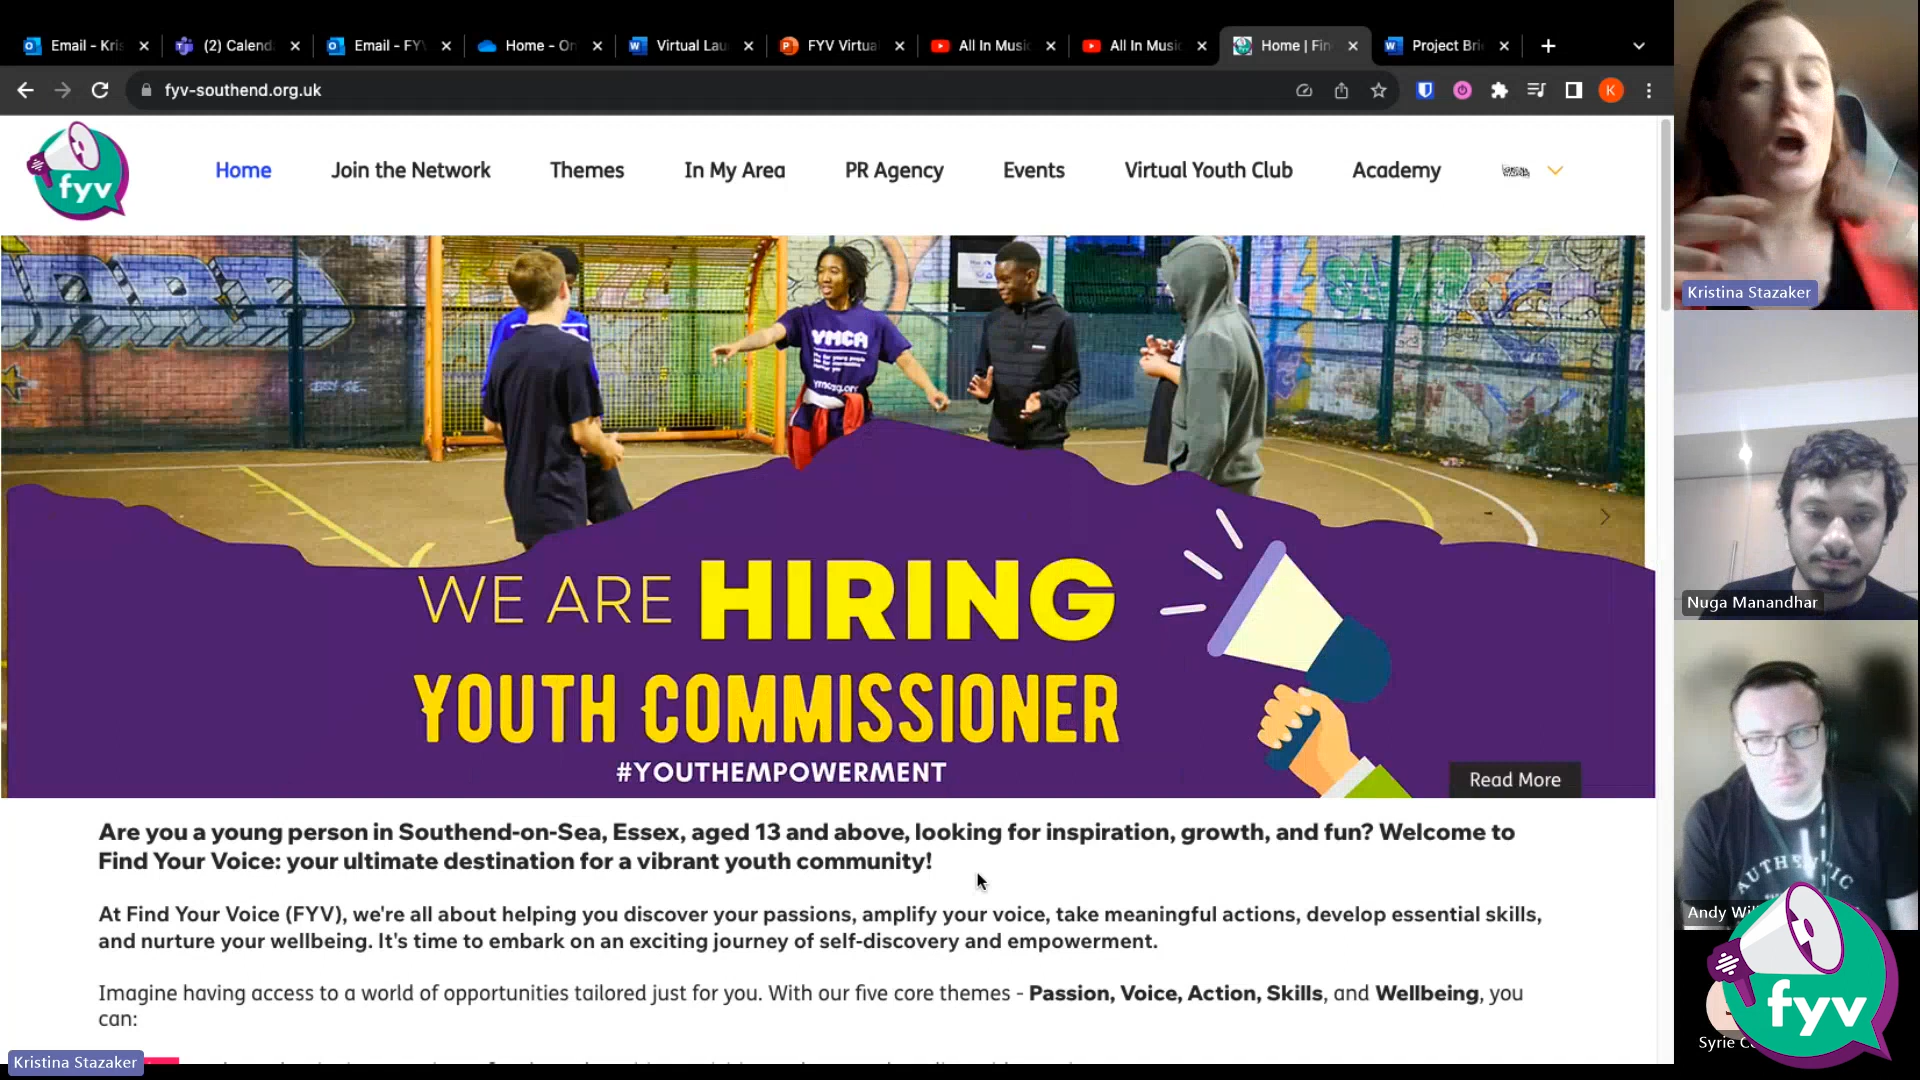 Email - Kris
(2) Calend
Email - FYV
Home - On
Virtual Lau
FYV Virtua
All In Music
All In Music
Home | Fin
Project Bri
fyv-southend.org.uk
K
fyv
Home
Join the Network
Themes
In My Area
PR Agency
Events
Virtual Youth Club
Academy
YMCA
WE ARE HIRING
YOUTH COMMISSIONER
#YOUTHEMPOWERMENT
Read More
Are you a young person in Southend-on-Sea, Essex, aged 13 and above, looking for inspiration, growth, and fun? Welcome to
Find Your Voice: your ultimate destination for a vibrant youth community!
At Find Your Voice (FYV), we're all about helping you discover your passions, amplify your voice, take meaningful actions, develop essential skills,
and nurture your wellbeing. It's time to embark on an exciting journey of self-discovery and empowerment.
Imagine having access to a world of opportunities tailored just for you. With our five core themes - Passion, Voice, Action, Skills, and Wellbeing, you
can:
Kristina Stazaker
Kristina Stazaker
Nuga Manandhar
AUTHENTIC
Andy Wil
Syrie C
fyv